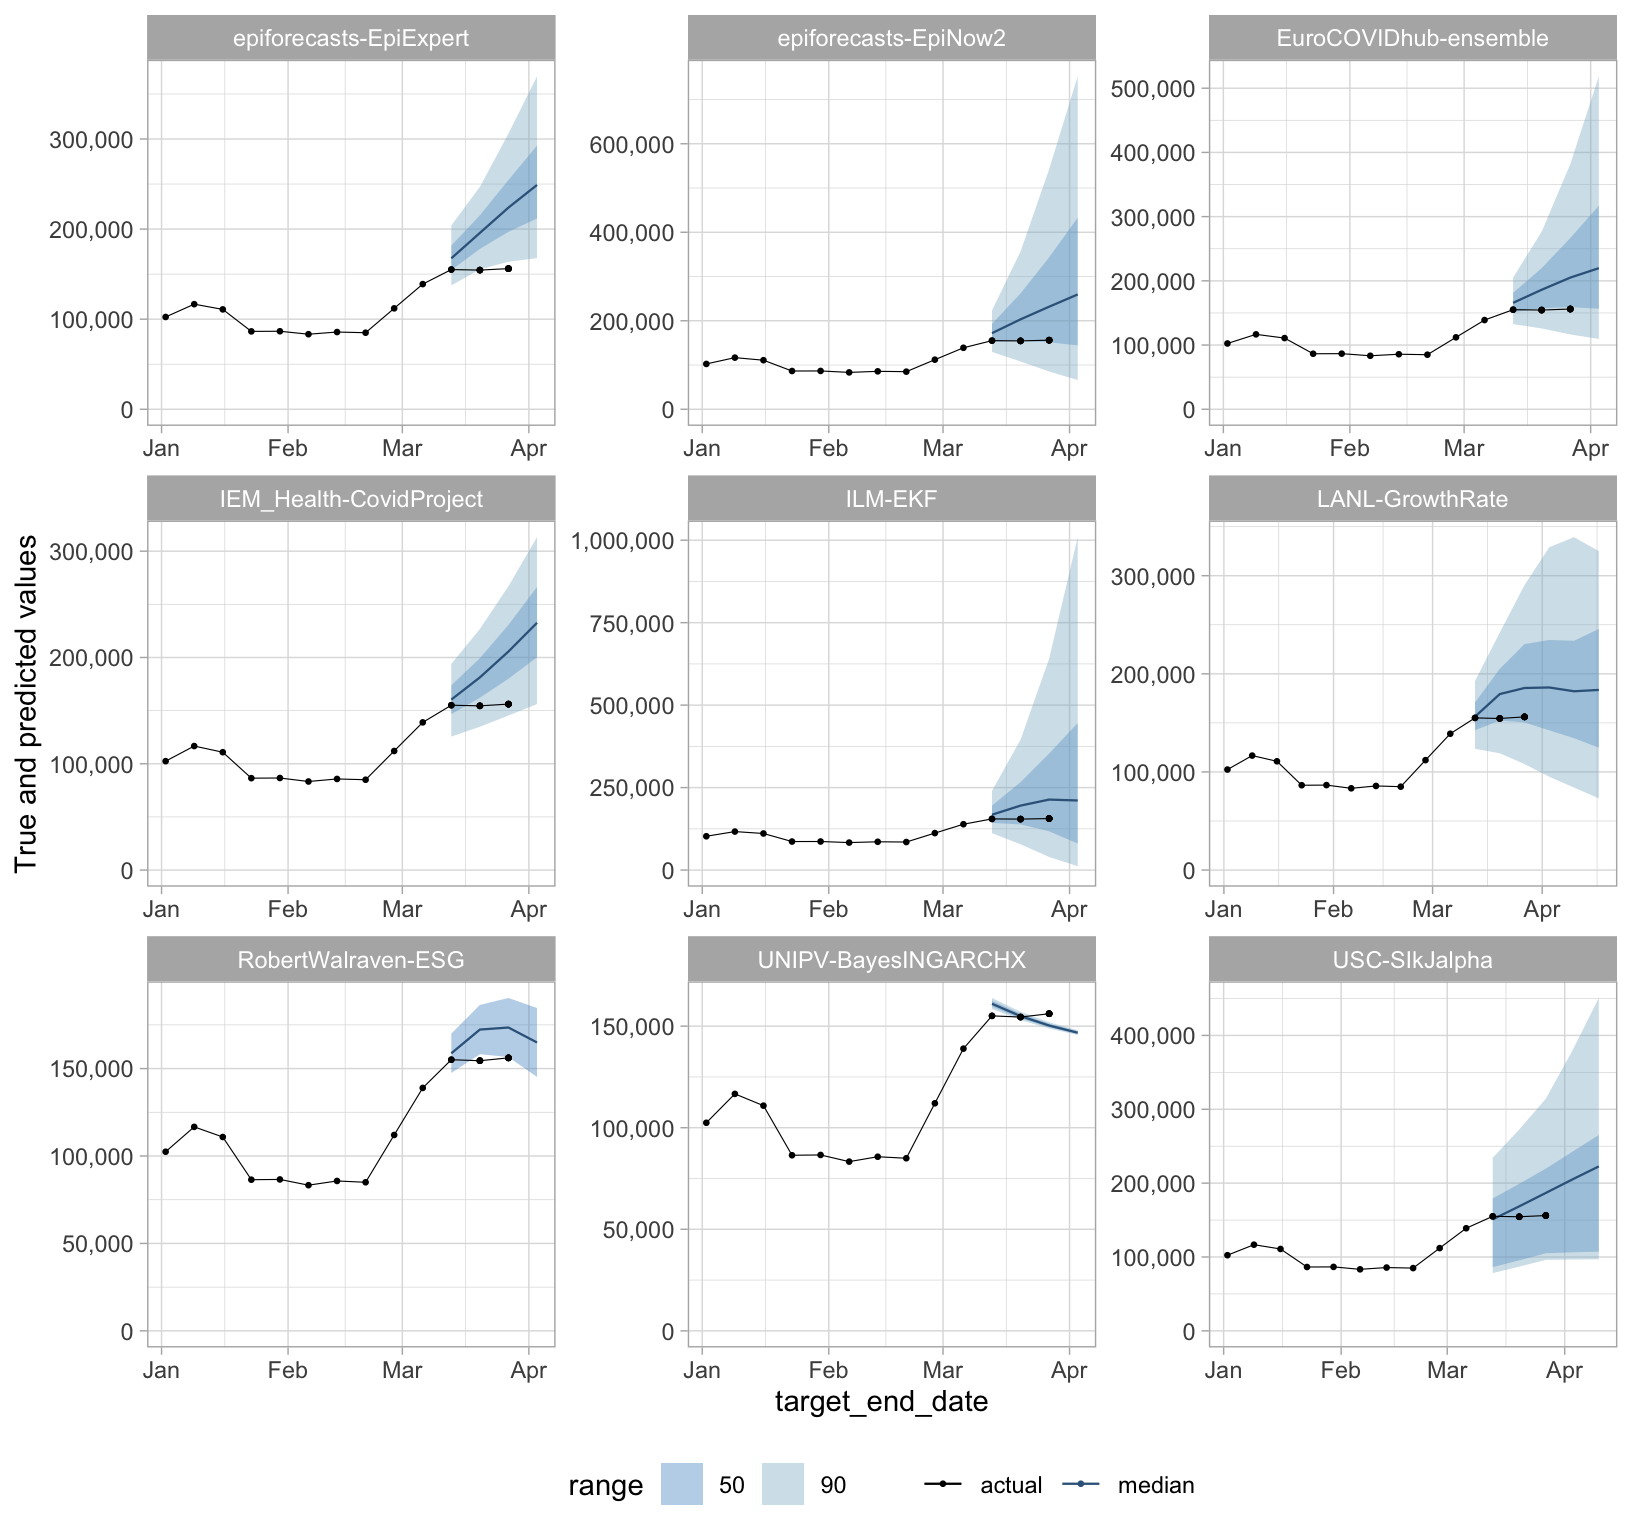 epiforecasts-EpiExpert
epiforecasts-EpiNow2
EuroCOVIDhub-ensemble
300,000
200,000
100,000
0
Jan Feb Mar Apr
600,000
400,000
200,000
0
Jan Feb Mar Apr
500,000
400,000
300,000
200,000
100,000
0
Jan Feb Mar Apr
True and predicted values
IEM_Health-CovidProject
ILM-EKF
LANL-GrowthRate
300,000
200,000
100,000
0
Jan Feb Mar Apr
1,000,000
750,000
500,000
250,000
0
Jan Feb Mar Apr
300,000
200,000
100,000
0
Jan Feb Mar Apr
RobertWalraven-ESG
UNIPV-BayesINGARCHX
USC-SIkJalpha
150,000
100,000
50,000
0
Jan Feb Mar Apr
150,000
100,000
50,000
0
Jan Feb Mar Apr
400,000
300,000
200,000
100,000
0
Jan Feb Mar Apr
target_end_date
range 50 90 actual median